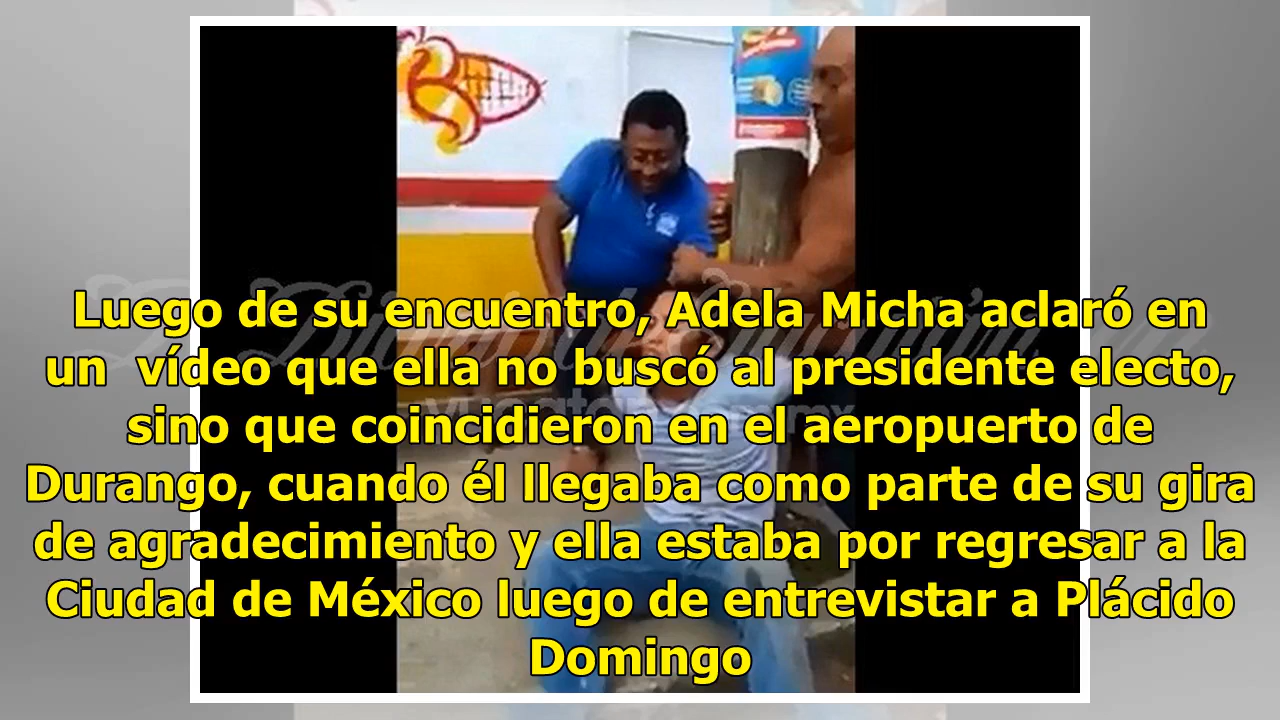 Luego de su encuentro, Adela Micha aclaró en
un vídeo que ella no buscó al presidente electo,
sino que coincidieron en el aeropuerto de
Durango, cuando él llegaba como parte de su gira
de agradecimiento y ella estaba por regresar a la
Ciudad de México luego de entrevistar a Plácido
Domingo